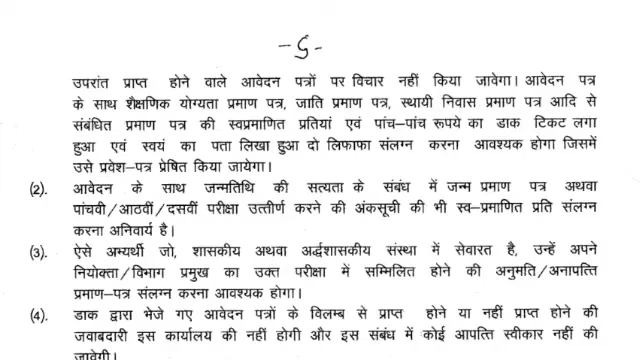 -5-
उपरांत प्राप्त होने वाले आवेदन पत्रों पर विचार नहीं किया जावेगा। आवेदन पत्र
के साथ शैक्षणिक योग्यता प्रमाण पत्र, जाति प्रमाण पत्र, स्थायी निवास प्रमाण पत्र आदि से
संबंधित प्रमाण पत्र की स्वप्रमाणित प्रतियां एवं पांच–पांच रूपये का डाक टिकट लगा
हुआ एवं स्वयं का पता लिखा हुआ दो लिफाफा संलग्न करना आवश्यक होगा जिसमें
उसे प्रवेश–पत्र प्रेषित किया जायेगा।
(2). आवेदन के साथ जन्मतिथि की सत्यता के संबंध में जन्म प्रमाण पत्र अथवा
पांचवी/आठवीं/दसवीं परीक्षा उत्तीर्ण करने की अंकसूची की भी स्व–प्रमाणित प्रति संलग्न
करना अनिवार्य है।
(3). ऐसे अभ्यर्थी जो, शासकीय अथवा अर्द्धशासकीय संस्था में सेवारत है, उन्हें अपने
नियोक्ता/विभाग प्रमुख का उक्त परीक्षा में सम्मिलित होने की अनुमति/अनापत्ति
प्रमाण–पत्र संलग्न करना आवश्यक होगा।
(4). डाक द्वारा भेजे गए आवेदन पत्रों के विलम्ब से प्राप्त होने या नहीं प्राप्त होने की
जवाबदारी इस कार्यालय की नहीं होगी और इस संबंध में कोई आपत्ति स्वीकार नहीं की
जावेगी।